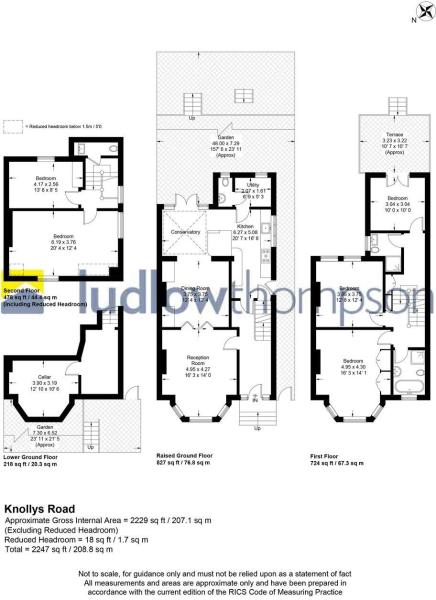 N
= Reduced headroom below 1.5m / 5'0
Bedroom
4.17 x 2.56
13'8 x 8'5
Bedroom
6.19 x 3.76
20'4 x 12'4
Second Floor
478 sq ft / 44.4 sq m
(Including Reduced Headroom)
Cellar
3.90 x 3.19
12'10 x 10'6
Garden
7.30 x 6.52
23'11 x 21'5
(Approx)
Lower Ground Floor
218 sq ft / 20.3 sq m
Up
Garden
48.00 x 7.29
157'6 x 23'11
(Approx)
Utility
2.07 x 1.61
6'9 x 5'3
Conservatory
Kitchen
6.27 x 5.08
20'7 x 16'8
Dining Room
3.75 x 3.75
12'4 x 12'4
Reception
Room
4.95 x 4.27
16'3 x 14'0
IN
Up
Raised Ground Floor
827 sq ft / 76.8 sq m
Terrace
3.23 x 3.22
10'7 x 10'7
(Approx)
Bedroom
3.04 x 3.04
10'0 x 10'0
Bedroom
3.85 x 3.75
12'8 x 12'4
Bedroom
4.95 x 4.30
16'3 x 14'1
First Floor
724 sq ft / 67.3 sq m
ludlowthompson
Knollys Road
Approximate Gross Internal Area = 2229 sq ft / 207.1 sq m
(Excluding Reduced Headroom)
Reduced Headroom = 18 sq ft / 1.7 sq m
Total = 2247 sq ft / 208.8 sq m
Not to scale, for guidance only and must not be relied upon as a statement of fact
All measurements and areas are approximate only and have been prepared in
accordance with the current edition of the RICS Code of Measuring Practice